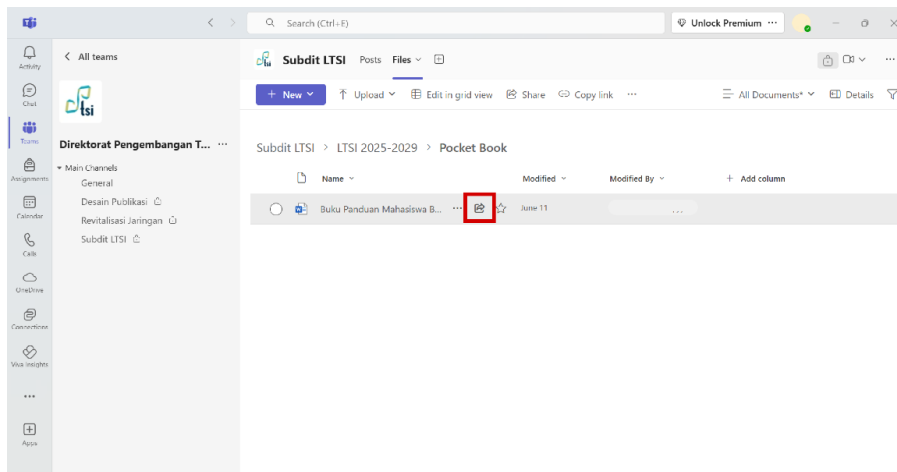 Search (Ctrl+E)
Unlock Premium ...
Activity
Chat
Teams
Assignments
Calendar
Calls
OneDrive
Connections
Viva Insights
Apps
All teams
tsi
Direktorat Pengembangan T... ...
Main Channels
General
Desain Publikasi
Revitalisasi Jaringan
Subdit LTSI
Subdit LTSI Posts Files
+ New Upload Edit in grid view Share Copy link ... All Documents* Details
Subdit LTSI > LTSI 2025-2029 > Pocket Book
Name Modified Modified By + Add column
Buku Panduan Mahasiswa B... ... June 11 ...